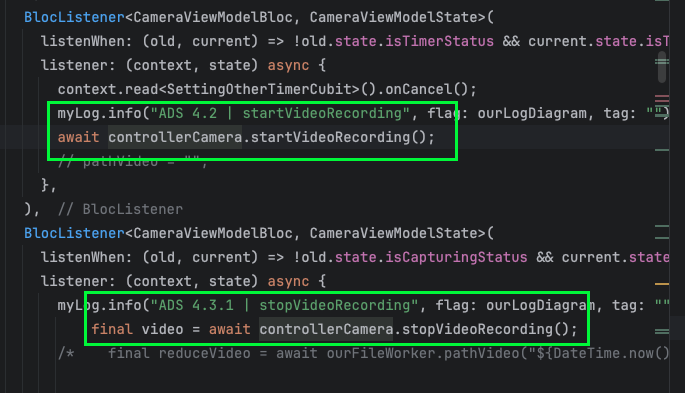 BlocListener<CameraViewModelBloc, CameraViewModelState>(
listenWhen: (old, current) => !old.state.isTimerStatus && current.state.isT
listener: (context, state) async {
context.read<SettingOtherTimerCubit>().onCancel();
myLog.info("ADS 4.2 | startVideoRecording", flag: ourLogDiagram, tag: "")
await controllerCamera.startVideoRecording();
// pathVideo = "";
},
), // BlocListener
BlocListener<CameraViewModelBloc, CameraViewModelState>(
listenWhen: (old, current) => !old.state.isCapturingStatus && current.state
listener: (context, state) async {
myLog.info("ADS 4.3.1 | stopVideoRecording", flag: ourLogDiagram, tag: ""
final video = await controllerCamera.stopVideoRecording();
/* final reduceVideo = await ourFileWorker.pathVideo("${DateTime.now()